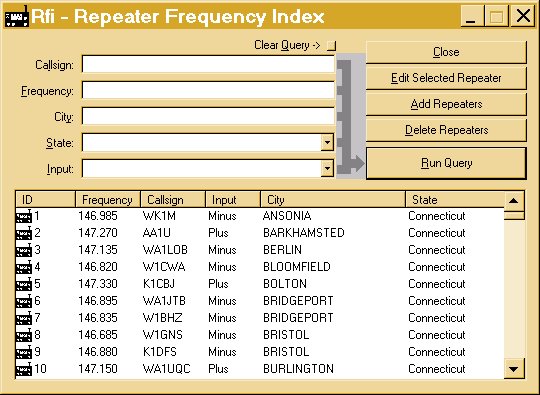 Rfi - Repeater Frequency Index
Clear Query ->
Callsign:
Frequency:
City:
State:
Input:
Close
Edit Selected Repeater
Add Repeaters
Delete Repeaters
Run Query
ID Frequency Callsign Input City State
1 146.985 WK1M Minus ANSONIA Connecticut
2 147.270 AA1U Plus BARKHAMSTED Connecticut
3 147.135 WA1LOB Minus BERLIN Connecticut
4 146.820 W1CWA Minus BLOOMFIELD Connecticut
5 147.330 K1CBJ Plus BOLTON Connecticut
6 146.895 WA1JTB Minus BRIDGEPORT Connecticut
7 146.835 W1BHZ Minus BRIDGEPORT Connecticut
8 146.685 W1GNS Minus BRISTOL Connecticut
9 146.880 K1DFS Minus BRISTOL Connecticut
10 147.150 WA1UQC Plus BURLINGTON Connecticut